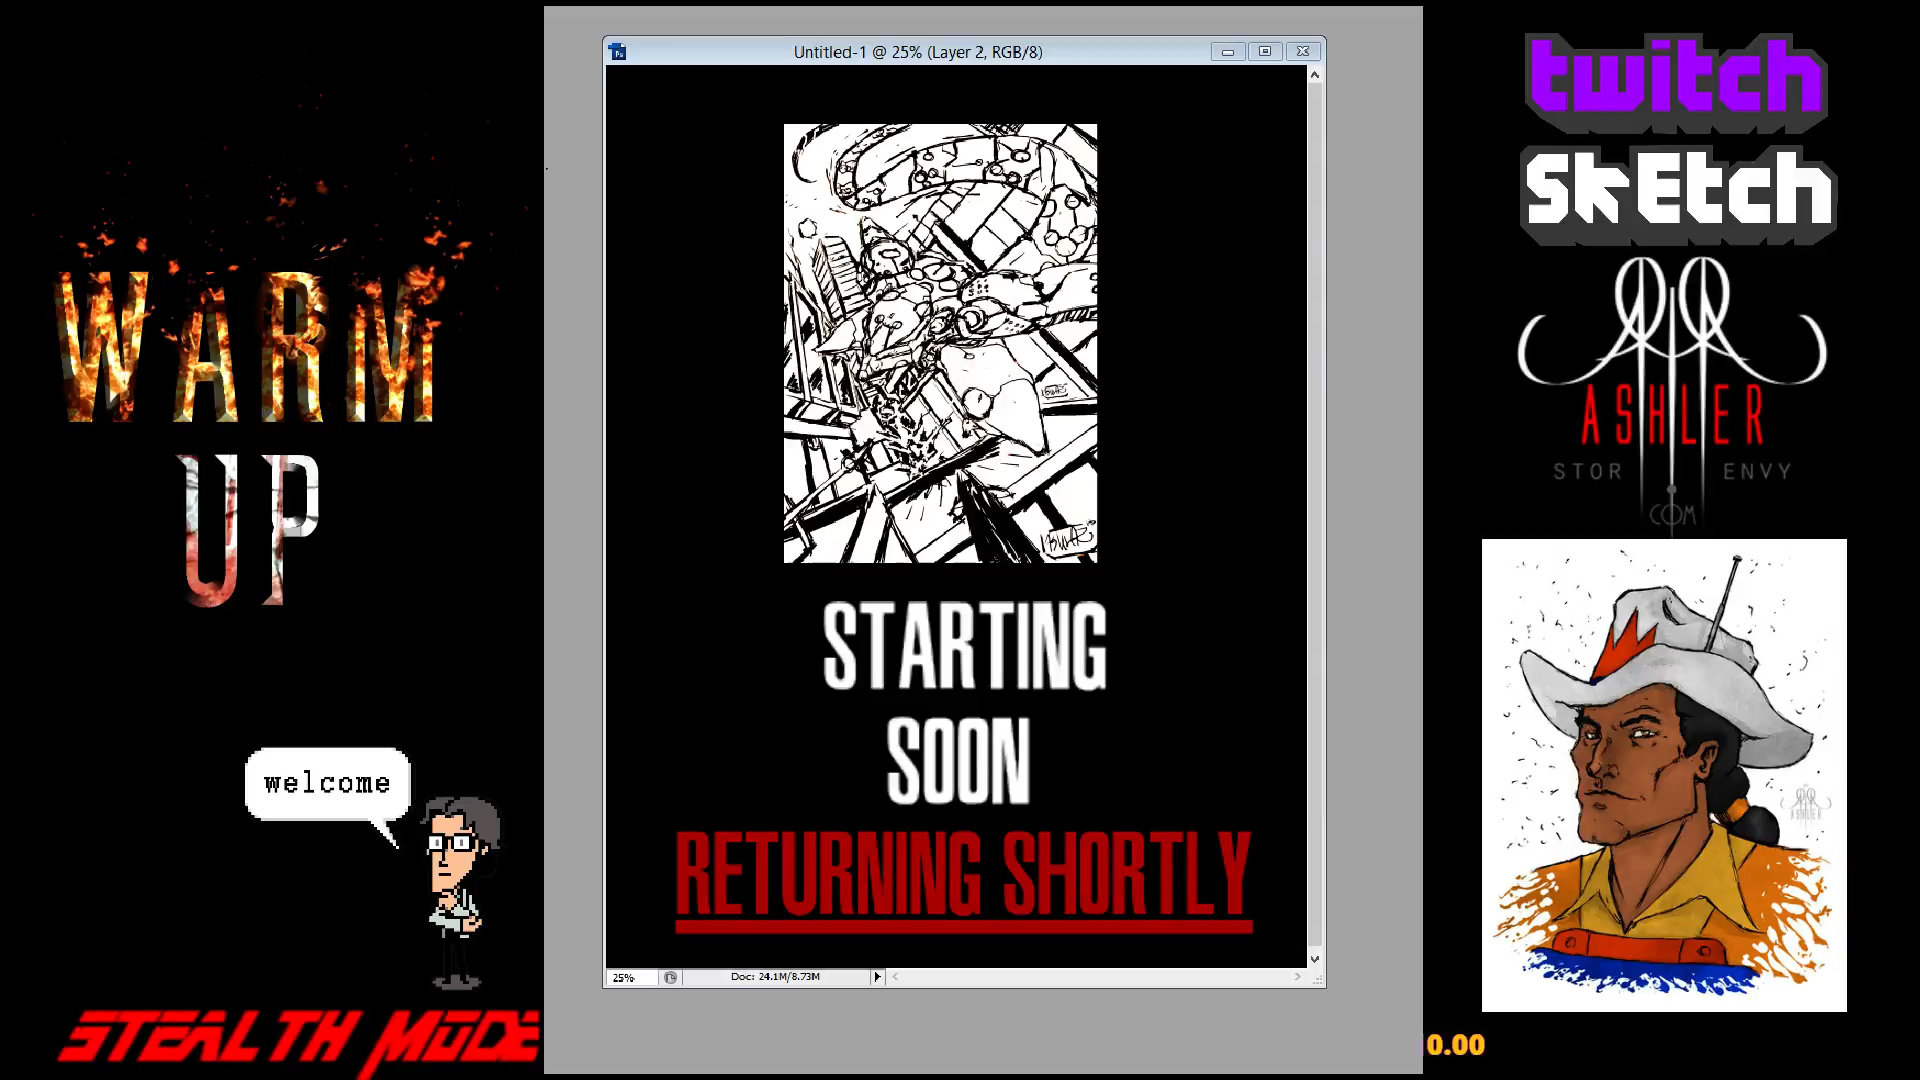 WARM
UP
welcome
STEALTH MODE
Untitled-1 @ 25% (Layer 2, RGB/8)
STARTING
SOON
RETURNING SHORTLY
25%
Doc: 24.1M/8.73M
twitch
SkEtch
ASHLER
STOR ENVY
COM
ASHLER
0.00